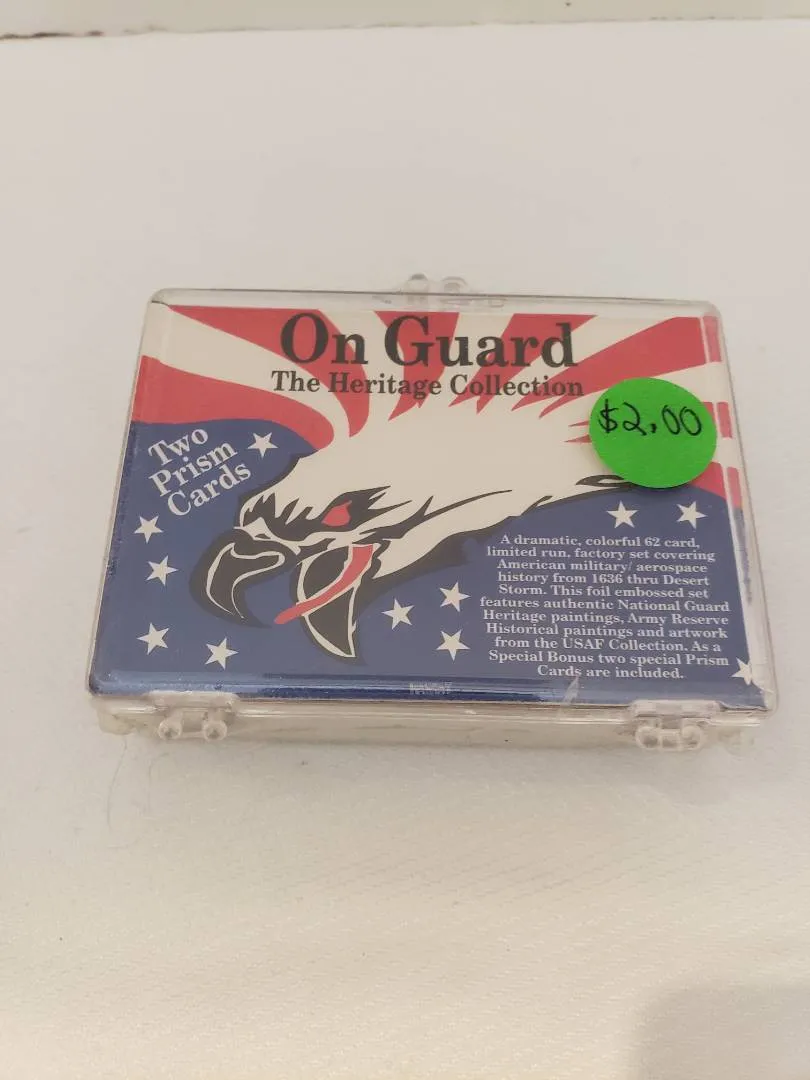 On Guard
The Heritage Collection
$2.00
Two
Prism
Cards
A dramatic, colorful 62 card,
limited run, factory set covering
American military/ aerospace
history from 1636 thru Desert
Storm. This foil embossed set
features authentic National Guard
Heritage paintings, Army Reserve
Historical paintings and artwork
from the USAF Collection. As a
Special Bonus two special Prism
Cards are included.